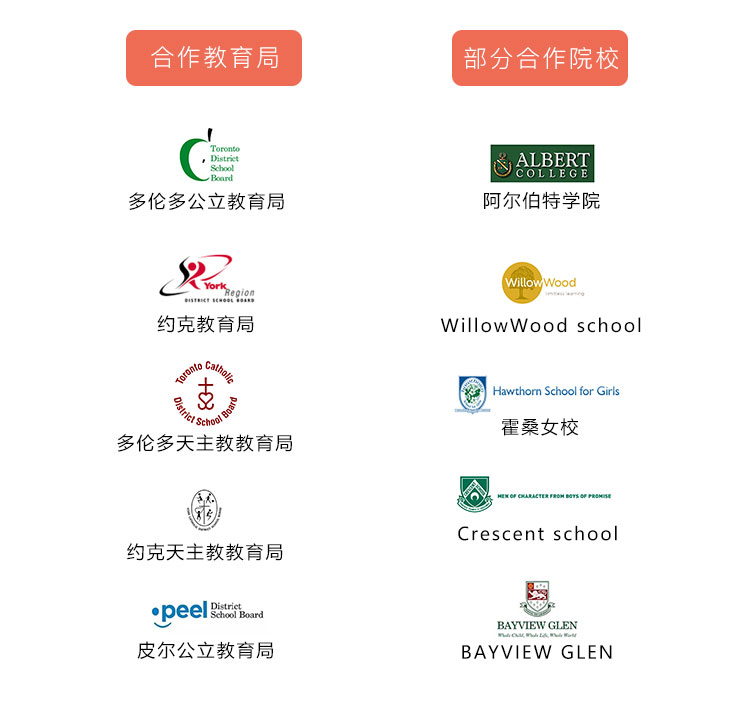 合作教育局
部分合作院校
Toronto
District
School
Board
多伦多公立教育局
ALBERT
COLLEGE
阿尔伯特学院
York
Region
DISTRICT SCHOOL BOARD
约克教育局
WillowWood
limitless learning
WillowWood school
Toronto Catholic
District School Board
多伦多天主教教育局
Hawthorn School for Girls
霍桑女校
约克天主教教育局
MEN OF CHARACTER FROM BOYS OF PROMISE
Crescent school
peel District
School Board
皮尔公立教育局
BAYVIEW GLEN
Whole Child, Whole Life, Whole World
BAYVIEW GLEN